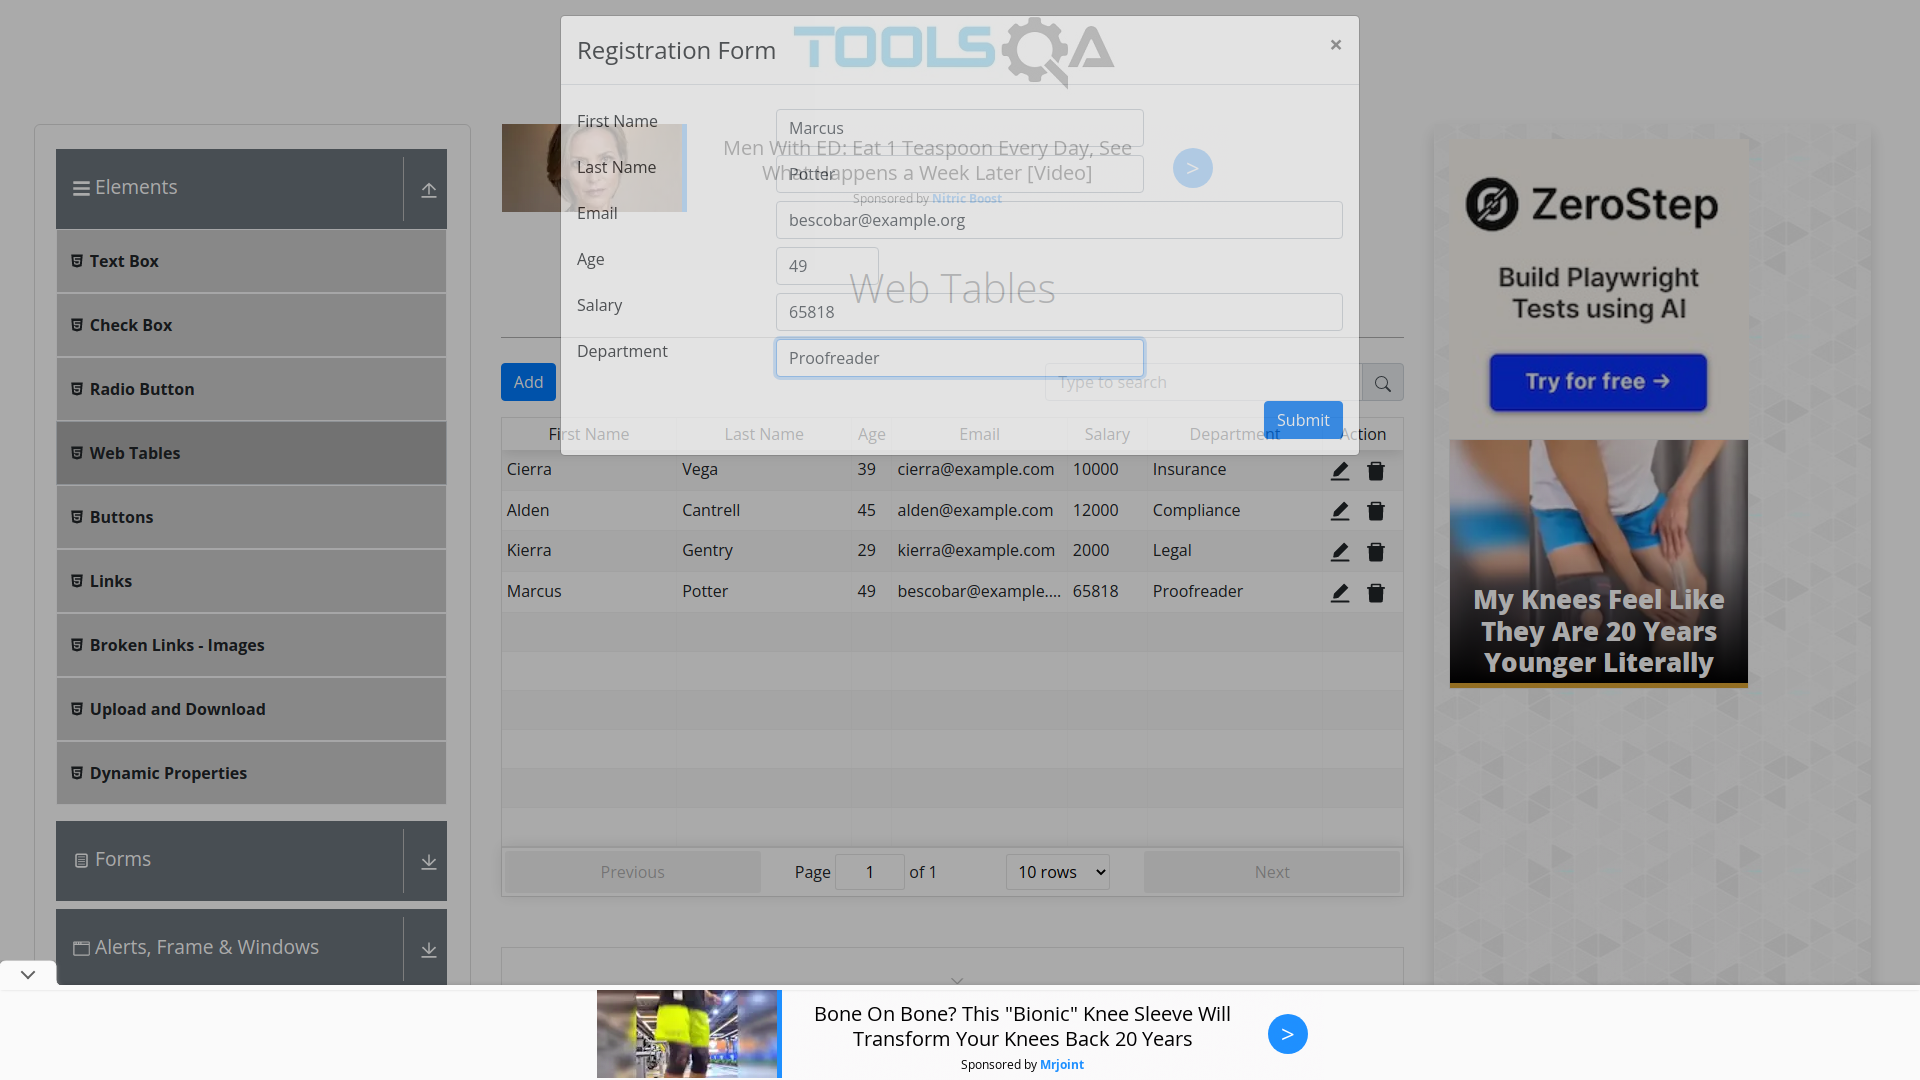 Registration Form
TOOLSQA
×
First Name
Marcus
Men With ED: Eat 1 Teaspoon Every Day, See
What Happens a Week Later [Video]
>
Sponsored by Nitric Boost
Last Name
Potter
Email
bescobar@example.org
Age
49
Web Tables
Salary
65818
Department
Proofreader
Submit
Elements
Text Box
Check Box
Radio Button
Web Tables
Buttons
Links
Broken Links - Images
Upload and Download
Dynamic Properties
Forms
Alerts, Frame & Windows
Add
Type to search
First Name Last Name Age Email Salary Department Action
Cierra Vega 39 cierra@example.com 10000 Insurance
Alden Cantrell 45 alden@example.com 12000 Compliance
Kierra Gentry 29 kierra@example.com 2000 Legal
Marcus Potter 49 bescobar@example.... 65818 Proofreader
Previous Page 1 of 1 10 rows Next
ZeroStep
Build Playwright
Tests using AI
Try for free →
My Knees Feel Like
They Are 20 Years
Younger Literally
Bone On Bone? This "Bionic" Knee Sleeve Will
Transform Your Knees Back 20 Years
Sponsored by Mrjoint
>